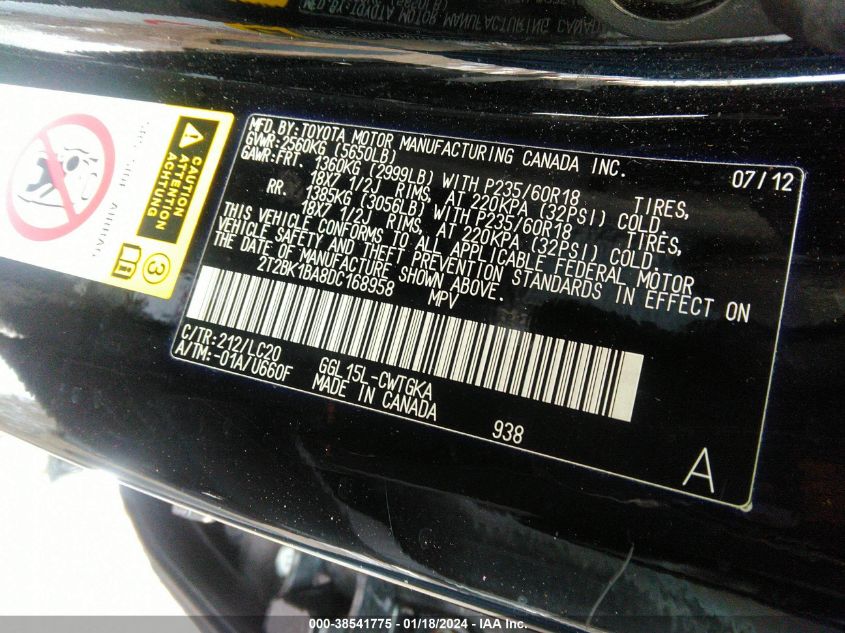 MFD.BY:TOYOTA MOTOR MANUFACTURING CANADA INC.
07/12
GVWR:2560KG (5650LB)
GAWR:FRT. 1360KG (2999LB) WITH P235/60R18 TIRES,
18X7 1/2J RIMS, AT 220KPA (32PSI) COLD.
RR. 1385KG (3056LB) WITH P235/60R18 TIRES,
18X7 1/2J RIMS, AT 220KPA (32PSI) COLD.
THIS VEHICLE CONFORMS TO ALL APPLICABLE FEDERAL MOTOR
VEHICLE SAFETY AND THEFT PREVENTION STANDARDS IN EFFECT ON
THE DATE OF MANUFACTURE SHOWN ABOVE.
2T2BK1BA8DC168958 MPV
C/TR:212/LC20
A/TM:-01A/U660F
GGL15L-CWTGKA
MADE IN CANADA
938
A
CAUTION
ATTENTION
ATENCIÓN
3
000-38541775 — 01/18/2024 — IAA Inc.